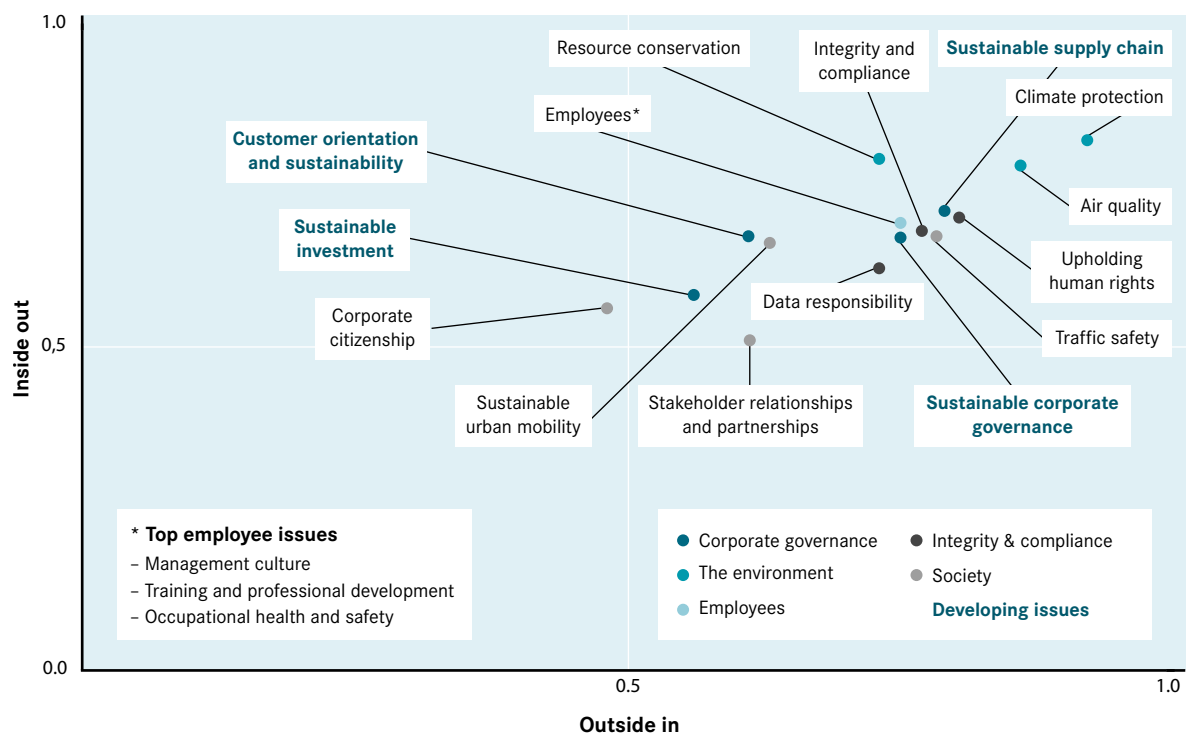 1.0
Resource conservation
Integrity and
compliance
Sustainable supply chain
Climate protection
Employees*
Customer orientation
and sustainability
Air quality
Sustainable
investment
Upholding
human rights
Data responsibility
Corporate
citizenship
Traffic safety
Inside out
0,5
Sustainable
urban mobility
Stakeholder relationships
and partnerships
Sustainable corporate
governance
* Top employee issues
– Management culture
– Training and professional development
– Occupational health and safety
Corporate governance
The environment
Employees
Integrity & compliance
Society
Developing issues
0.0
0.5
1.0
Outside in